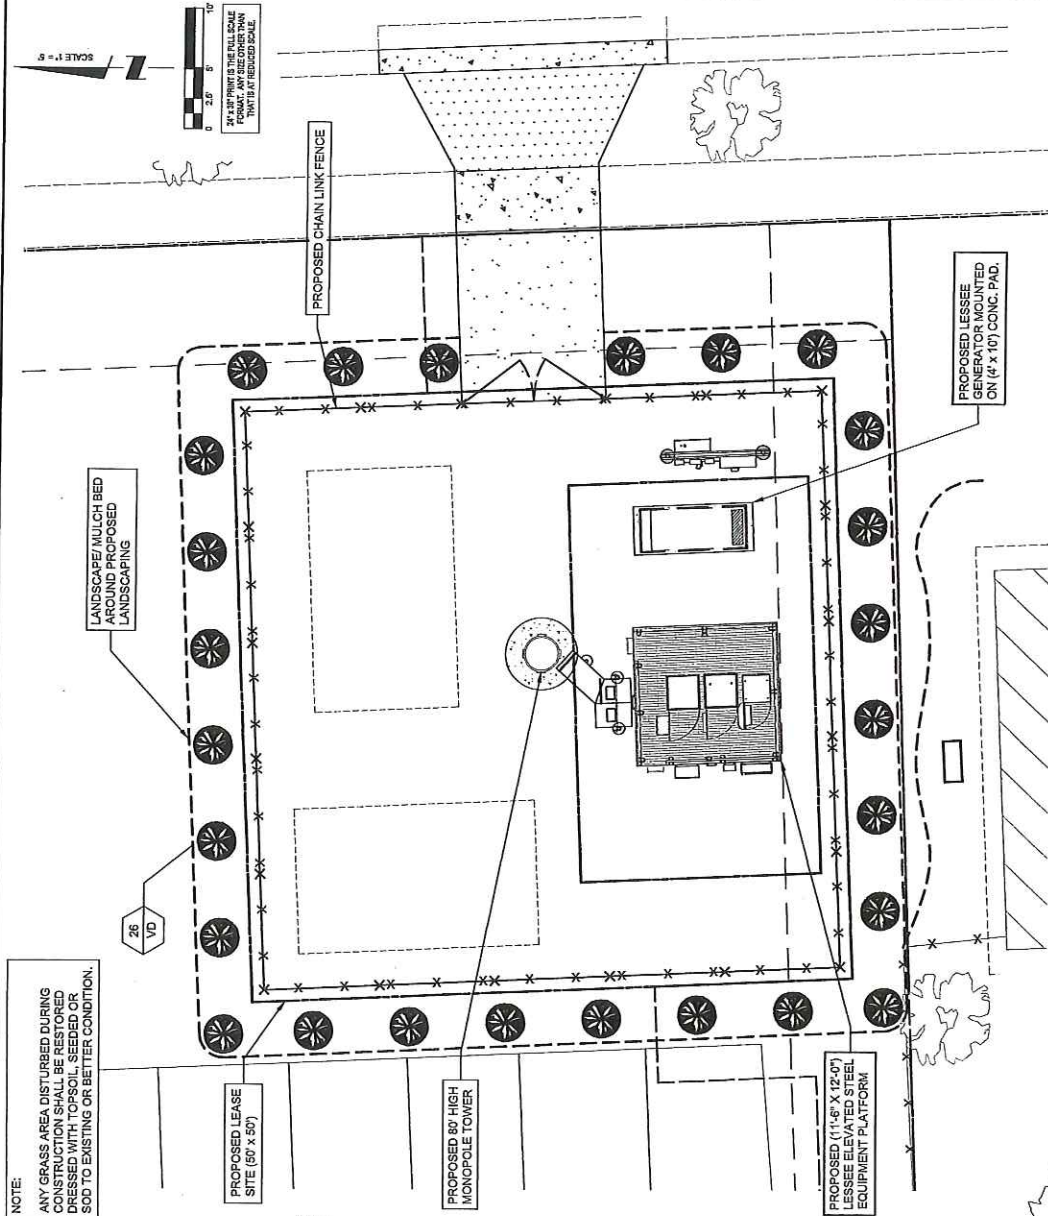 NOTE:
ANY GRASS AREA DISTURBED DURING
CONSTRUCTION SHALL BE RESTORED
DRESSED WITH TOPSOIL, SEEDED OR
SOD TO EXISTING OR BETTER CONDITION.
26
VD
LANDSCAPE/ MULCH BED
AROUND PROPOSED
LANDSCAPING
PROPOSED CHAIN LINK FENCE
24" x 36" PRINT IS THE FULL SCALE
FORMAT. ANY SIZE OTHER THAN
THAT IS AT REDUCED SCALE.
0 2.5' 5' 10'
SCALE 1" = 5'
N
PROPOSED LEASE
SITE (50' x 50')
PROPOSED 80' HIGH
MONOPOLE TOWER
PROPOSED (11'-6" X 12'-0")
LESSEE ELEVATED STEEL
EQUIPMENT PLATFORM
PROPOSED LESSEE
GENERATOR MOUNTED
ON (4' x 10') CONC. PAD.